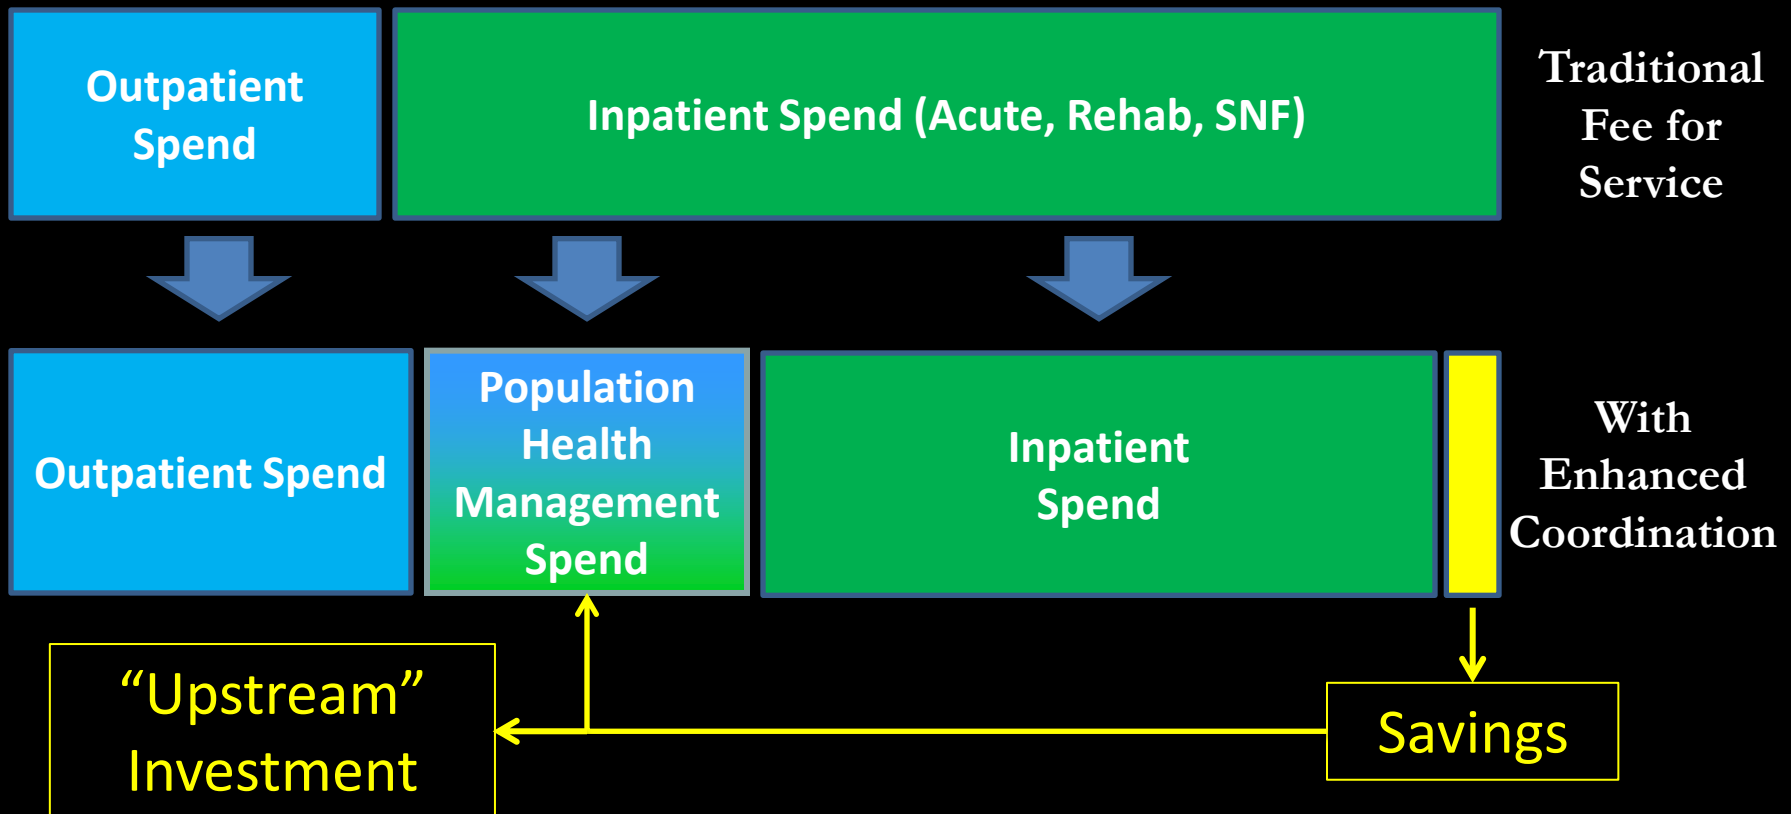 Outpatient
Spend
Inpatient Spend (Acute, Rehab, SNF)
Traditional
Fee for
Service
Outpatient Spend
Population
Health
Management
Spend
Inpatient
Spend
With
Enhanced
Coordination
“Upstream”
Investment
Savings